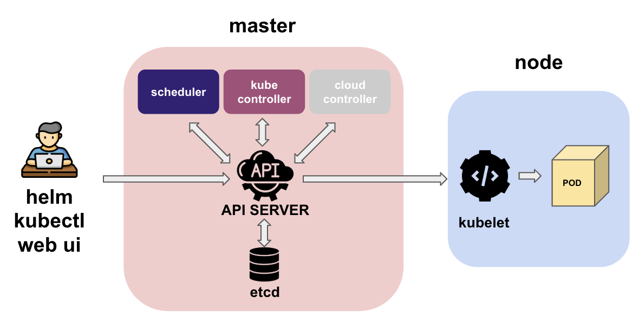 master
node
scheduler
kube
controller
cloud
controller
API
API SERVER
helm
kubectl
web ui
</>
kubelet
POD
etcd